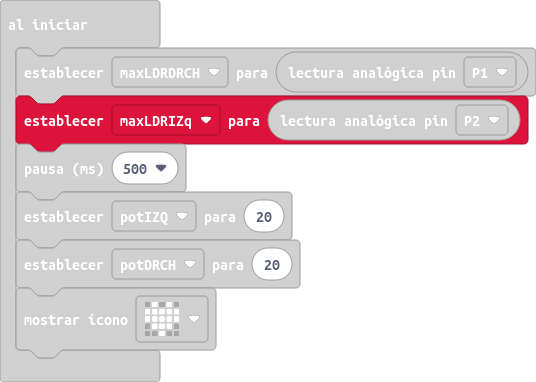 al iniciar
establecer maxLDRDRCH para lectura analógica pin P1
establecer maxLDRIZq para lectura analógica pin P2
pausa (ms) 500
establecer potIZQ para 20
establecer potDRCH para 20
mostrar ícono